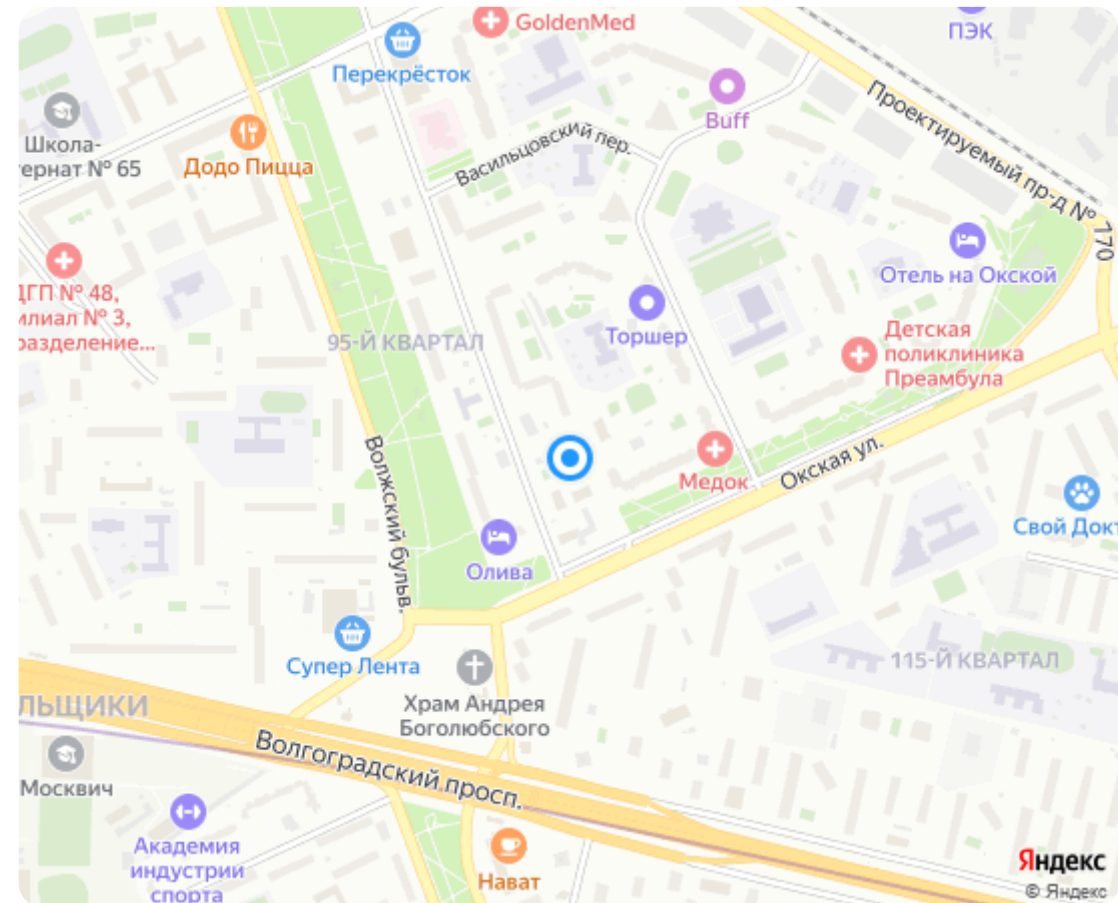 GoldenMed
ПЭК
Перекрёсток
Buff
Проектируемый пр-д № 770
Школа-
тернат № 65
Додо Пицца
Васильцовский пер.
Отель на Окской
ДГП № 48,
илиал № 3,
разделение...
95-Й КВАРТАЛ
Торшер
Детская
поликлиника
Преамбула
Волжский бульв.
Медок
Окская ул.
Свой Докт
Олива
Супер Лента
115-Й КВАРТАЛ
ЛЬЩИКИ
Храм Андрея
Боголюбского
Волгоградский просп.
Москвич
Академия
индустрии
спорта
Нават
Яндекс
© Яндекс